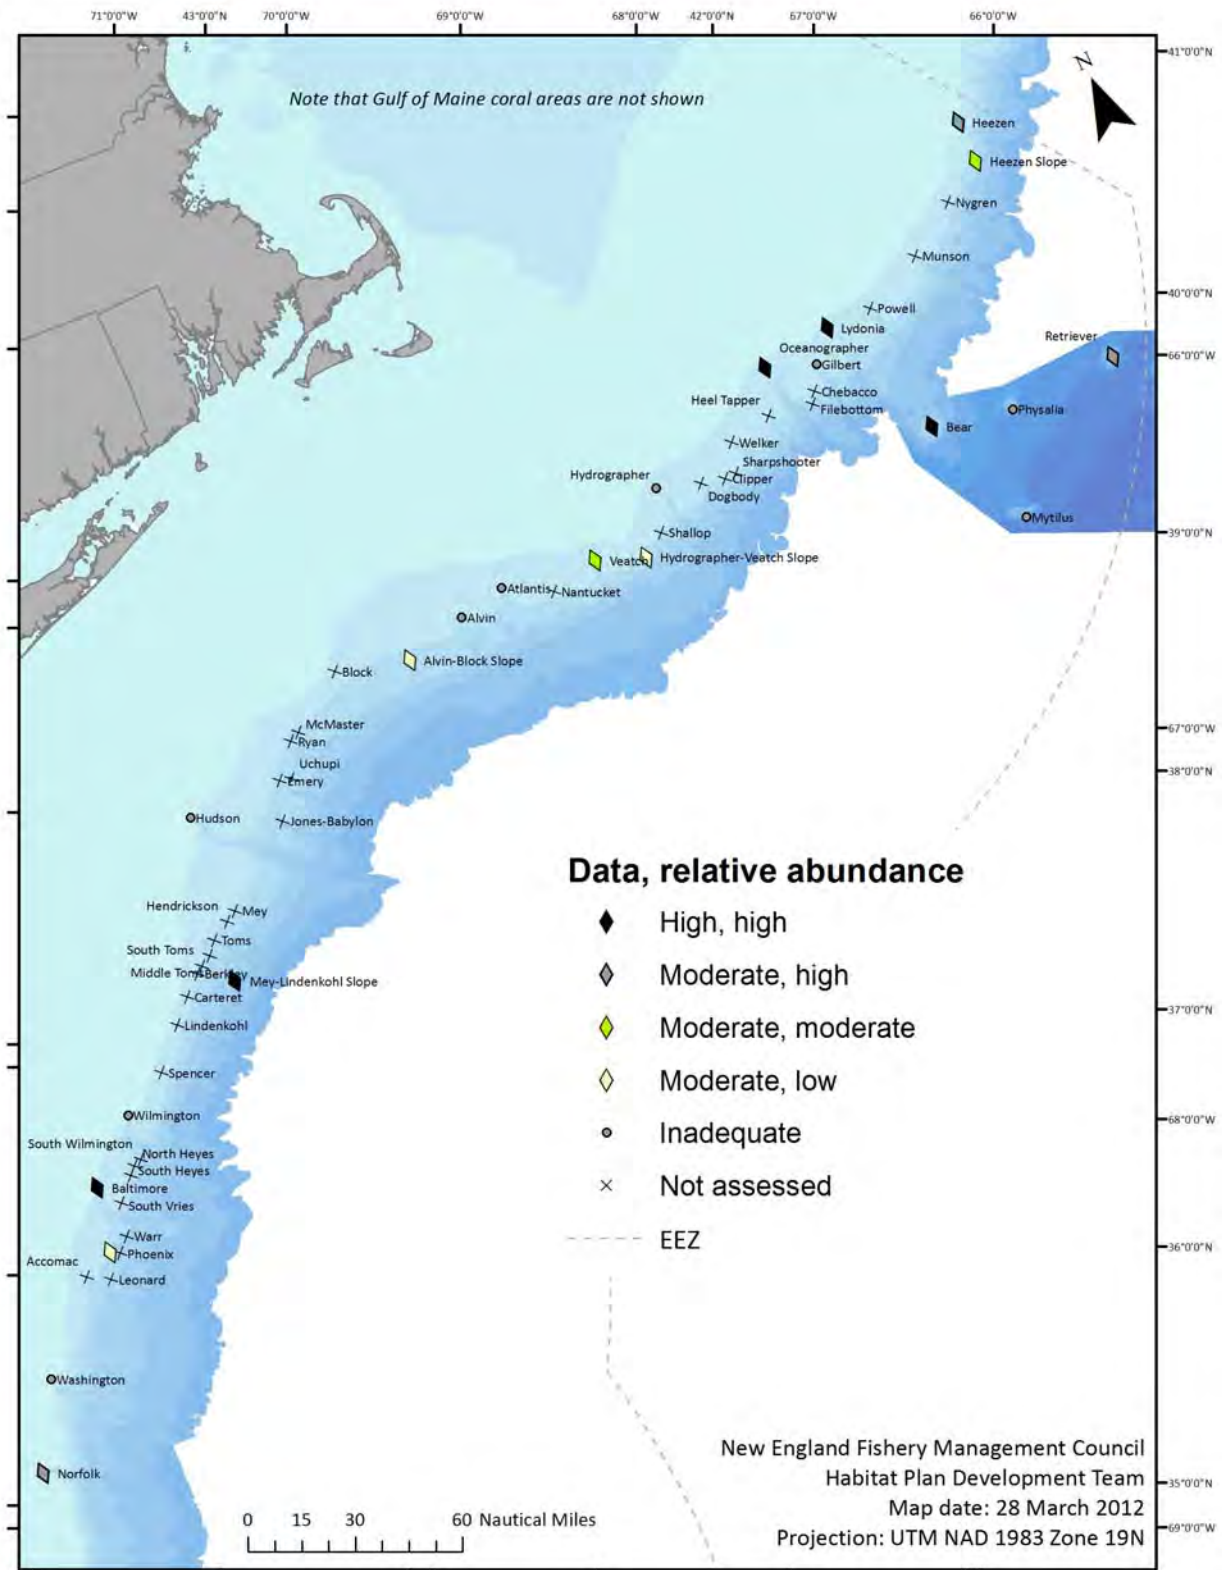 71°0'0"W 43°0'0"N 70°0'0"W 69°0'0"W 68°0'0"W 42°0'0"N 67°0'0"W 66°0'0"W
41°0'0"N
N
Note that Gulf of Maine coral areas are not shown
Heezen
Heezen Slope
Nygren
Munson
40°0'0"N
Powell
Lydonia
Retriever
Oceanographer
66°0'0"W
Gilbert
Chebacco
Heel Tapper
Filebottom
Physalia
Bear
Welker
Sharpshooter
Hydrographer
Clipper
Dogbody
Mytilus
Shallop
39°0'0"N
Veatch
Hydrographer-Veatch Slope
Atlantis
Nantucket
Alvin
Alvin-Block Slope
Block
McMaster
67°0'0"W
Ryan
Uchupi
38°0'0"N
Emery
Hudson
Jones-Babylon
Data, relative abundance
High, high
Moderate, high
Moderate, moderate
Moderate, low
Inadequate
Not assessed
EEZ
Hendrickson
Mey
Toms
South Toms
Middle Toms
Berkley
Mey-Lindenkohl Slope
Carteret
37°0'0"N
Lindenkohl
Spencer
Wilmington
68°0'0"W
South Wilmington
North Heyes
South Heyes
Baltimore
South Vries
Warr
36°0'0"N
Phoenix
Accomac
Leonard
Washington
Norfolk
35°0'0"N
69°0'0"W
0 15 30 60 Nautical Miles
New England Fishery Management Council
Habitat Plan Development Team
Map date: 28 March 2012
Projection: UTM NAD 1983 Zone 19N